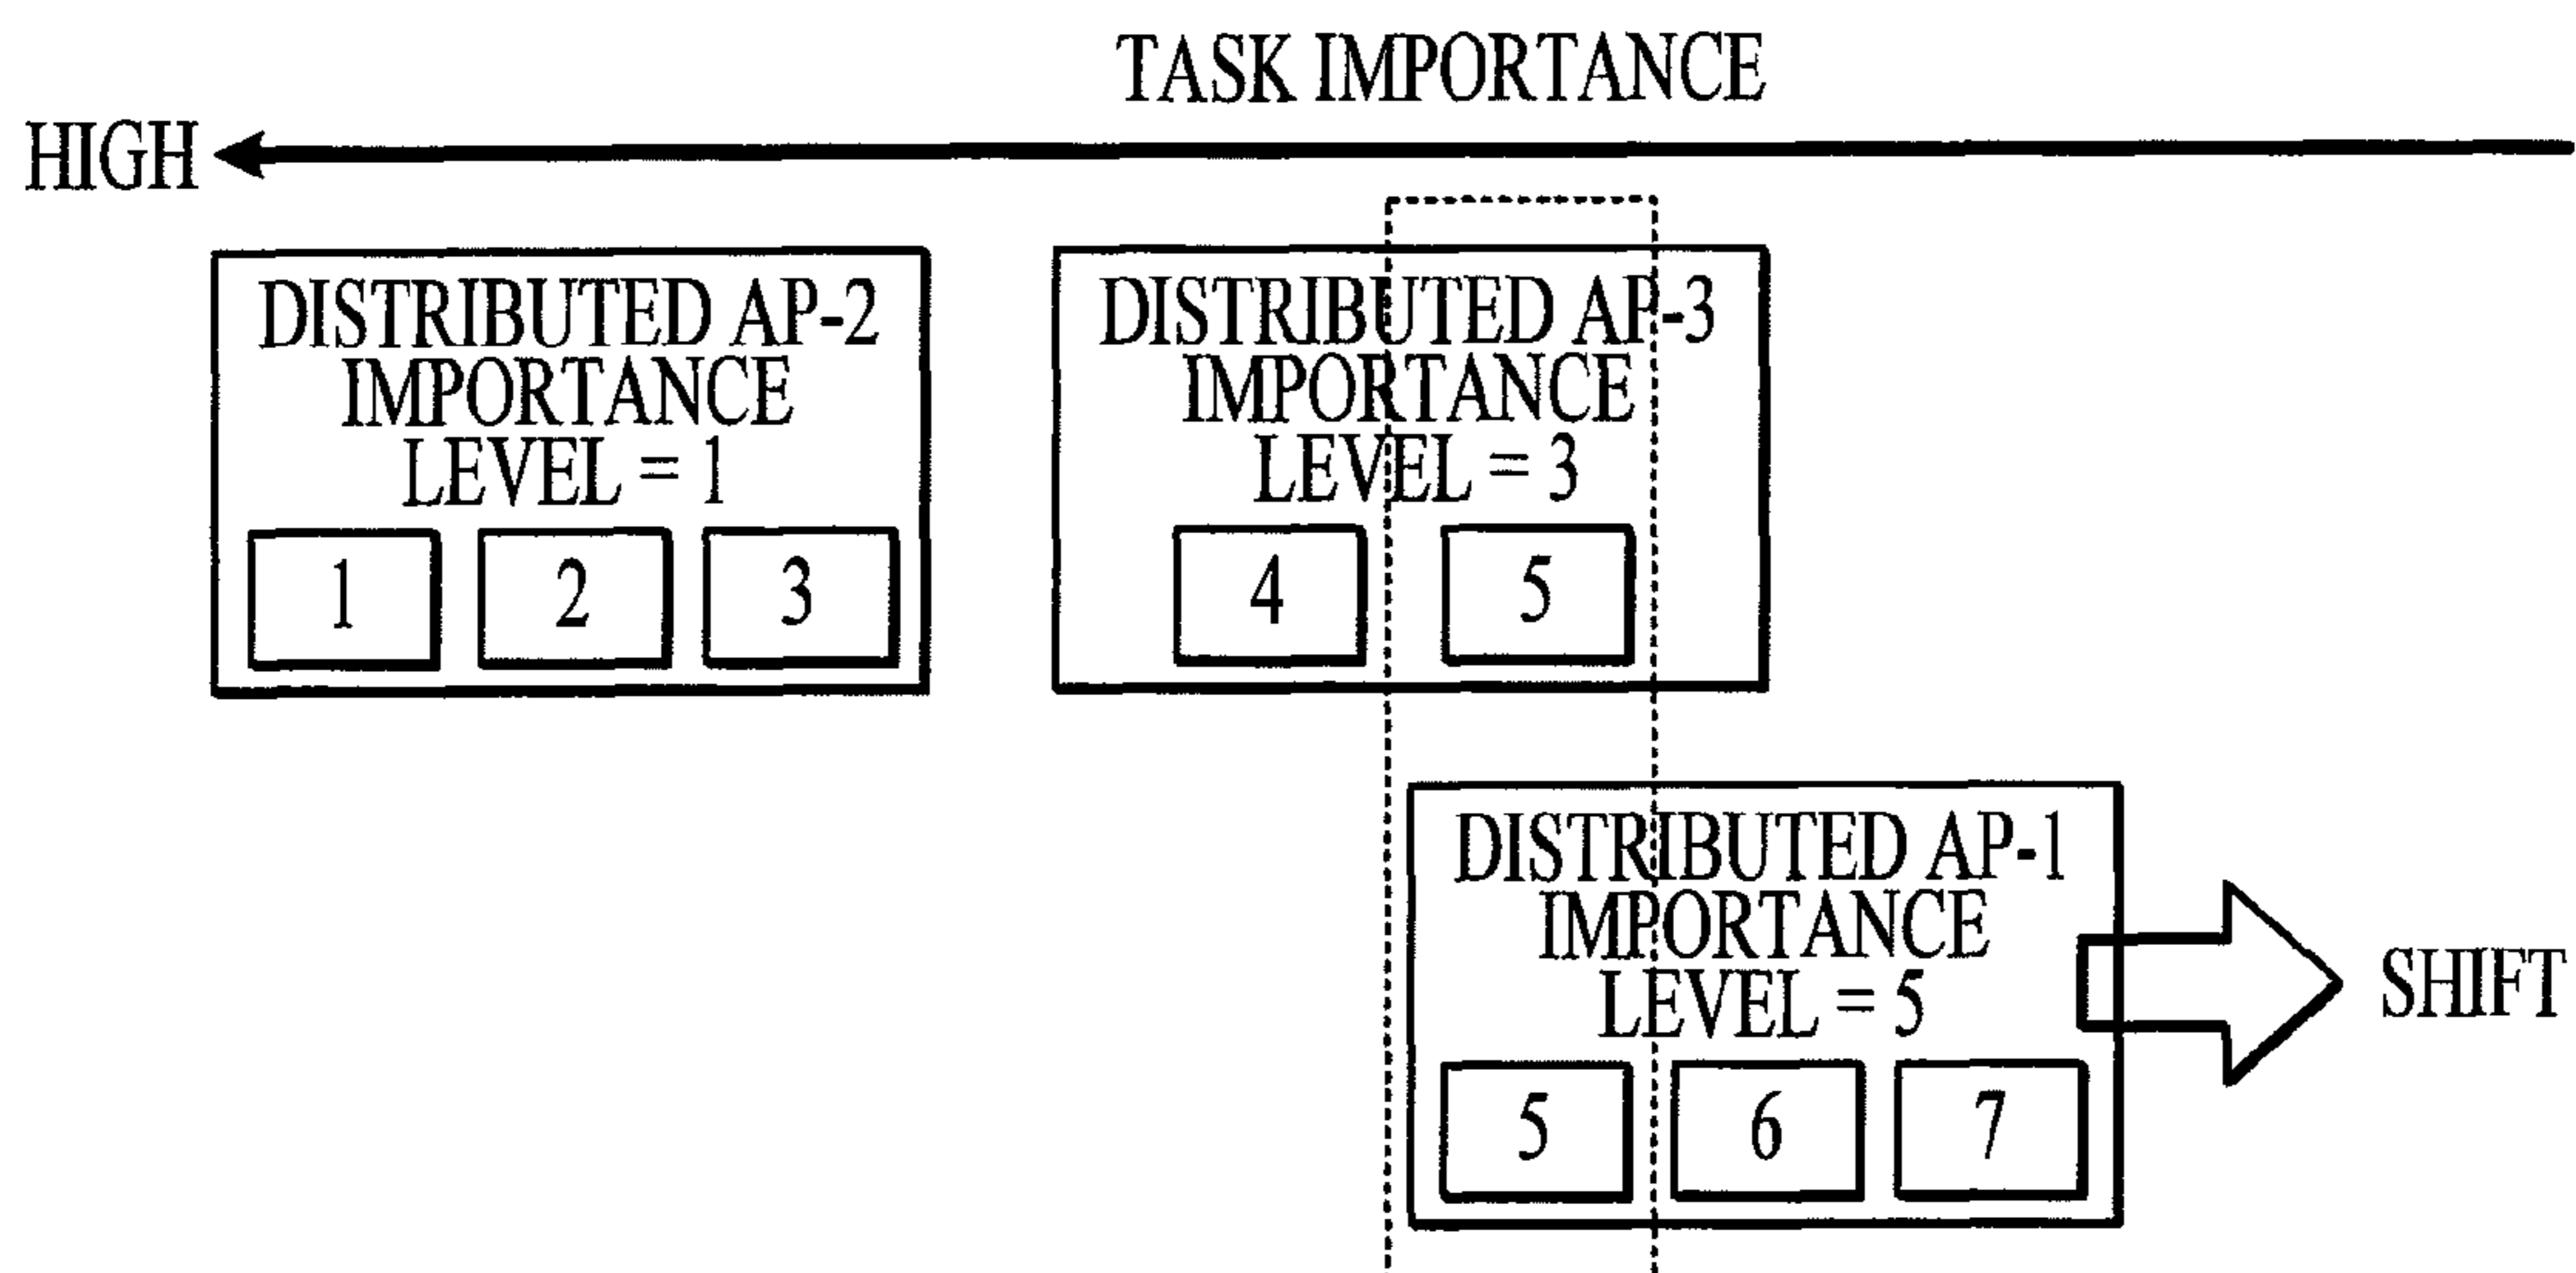 TASK IMPORTANCE
HIGH
DISTRIBUTED AP-2
IMPORTANCE
LEVEL = 1
1 2 3
DISTRIBUTED AP-3
IMPORTANCE
LEVEL = 3
4 5
DISTRIBUTED AP-1
IMPORTANCE
LEVEL = 5
5 6 7
SHIFT